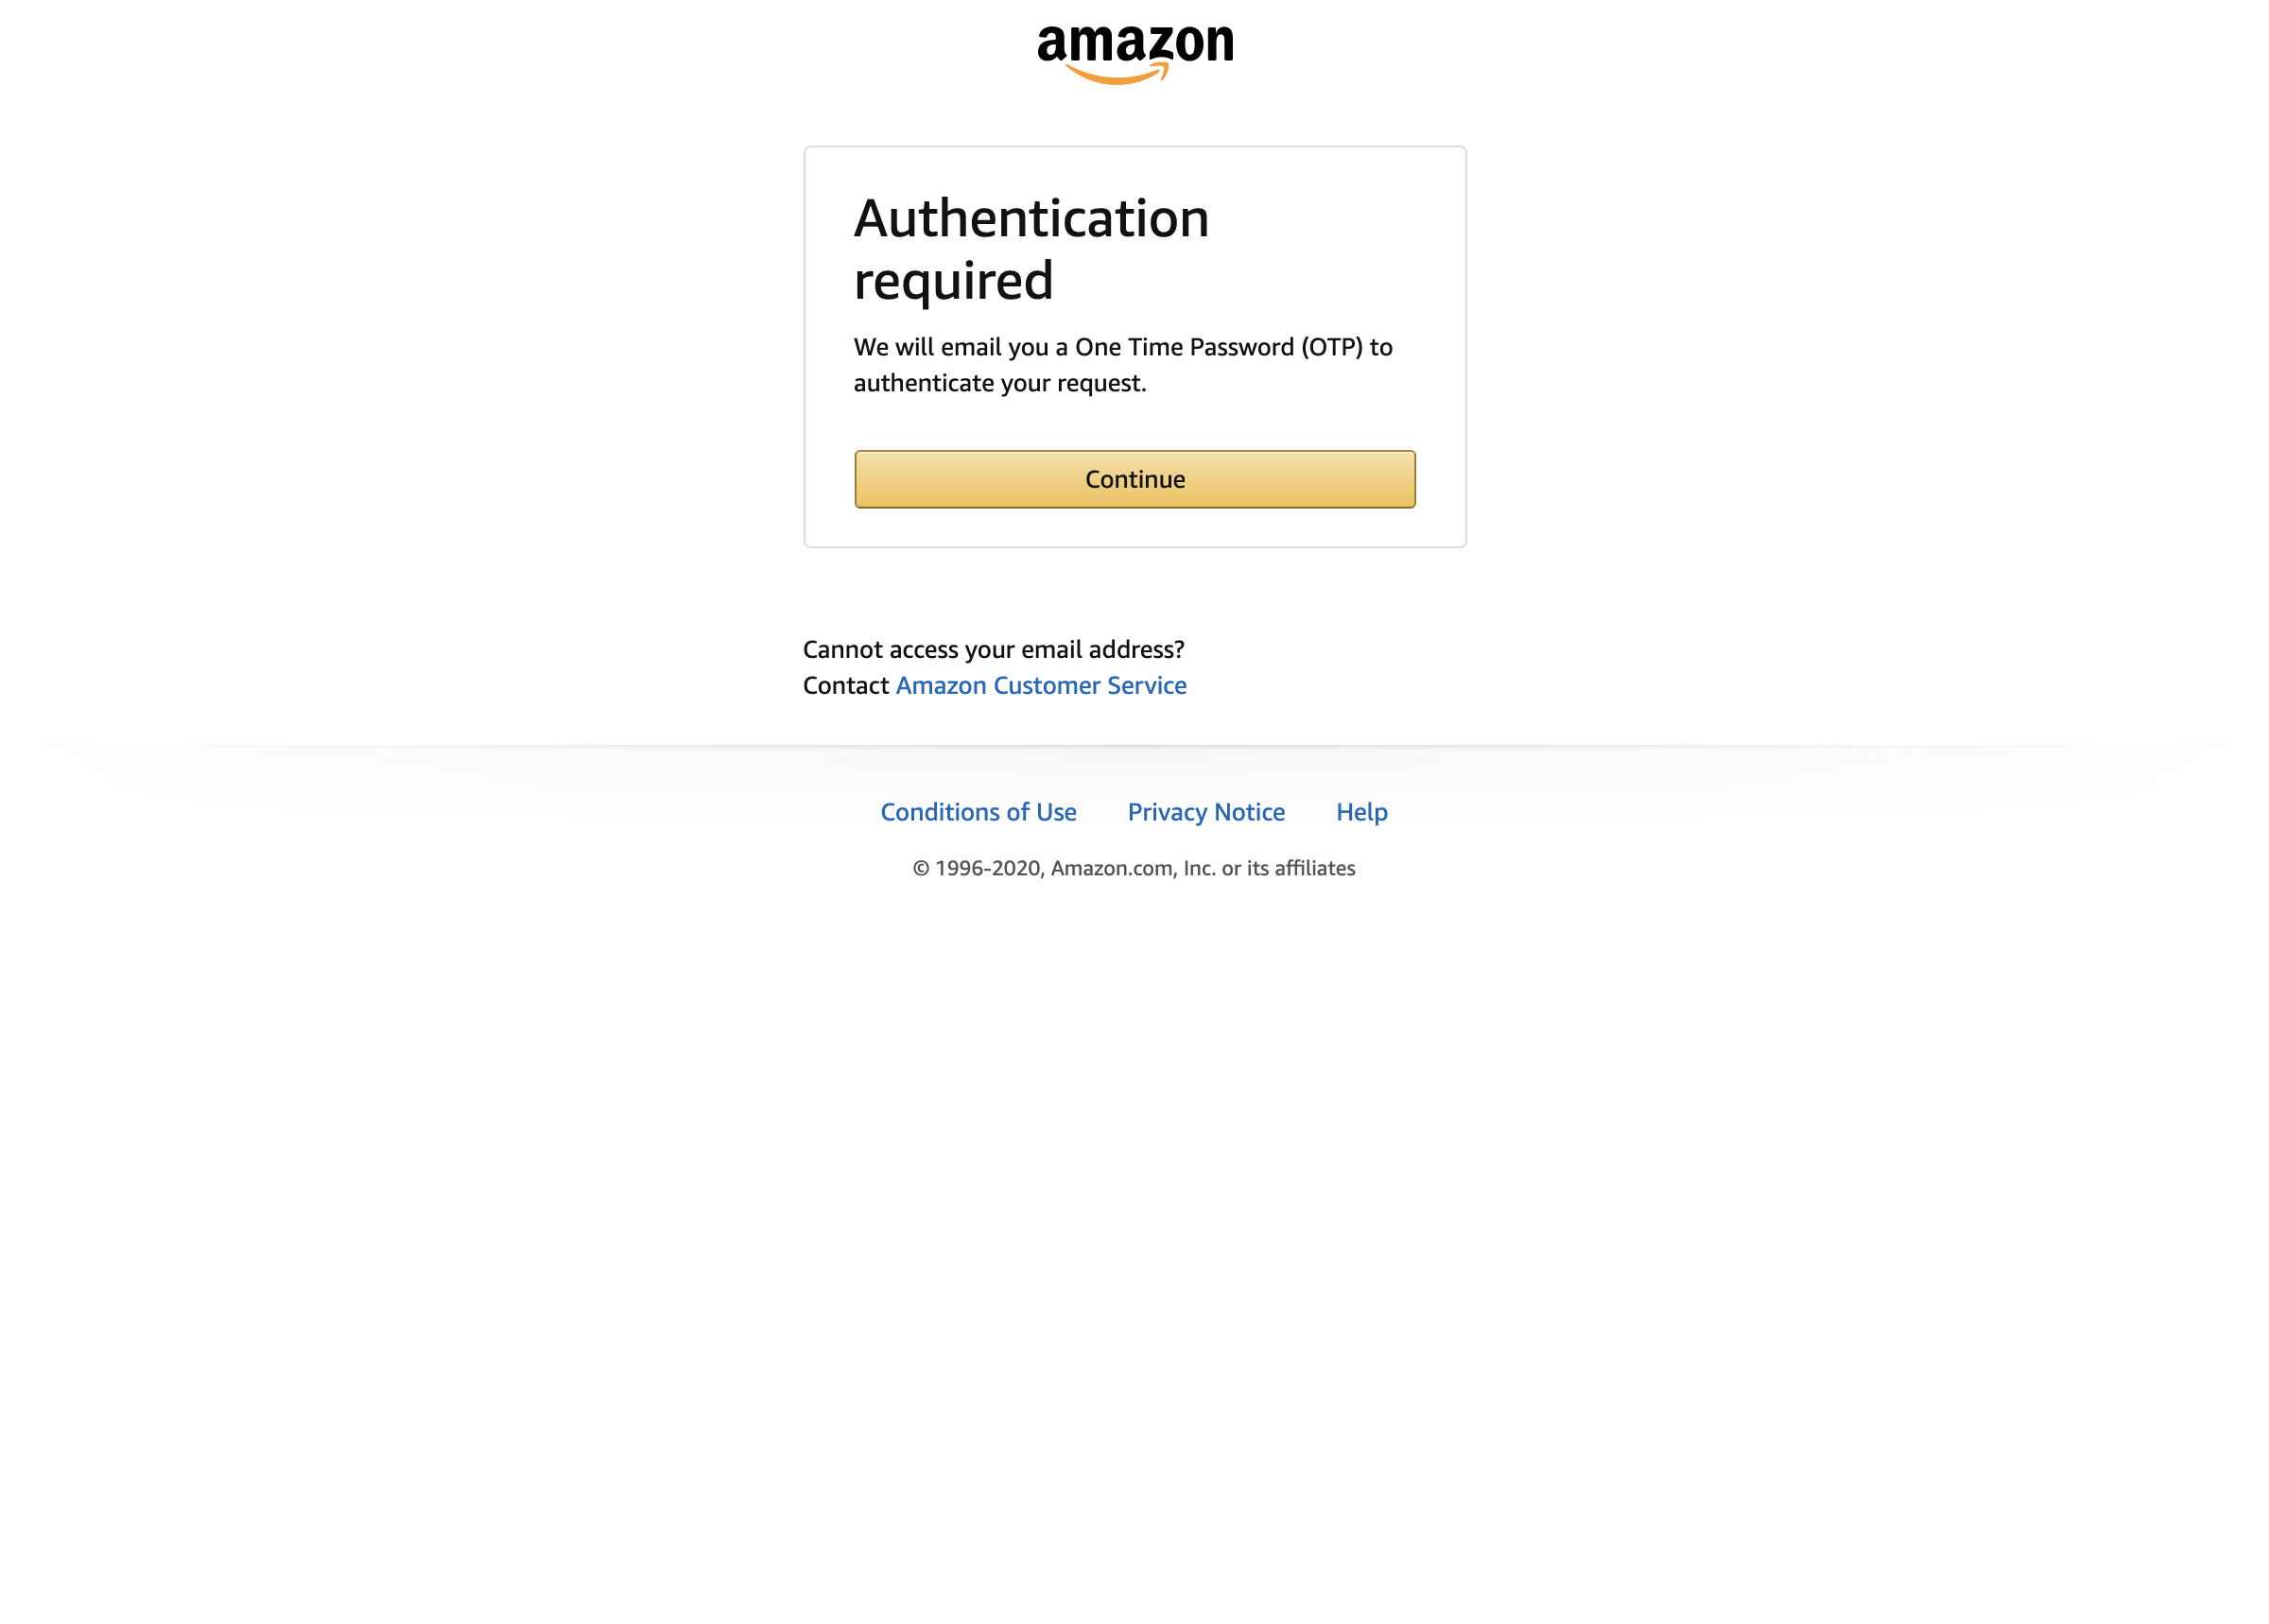 amazon
Authentication
required
We will email you a One Time Password (OTP) to
authenticate your request.
Continue
Cannot access your email address?
Contact Amazon Customer Service
Conditions of Use Privacy Notice Help
© 1996-2020, Amazon.com, Inc. or its affiliates